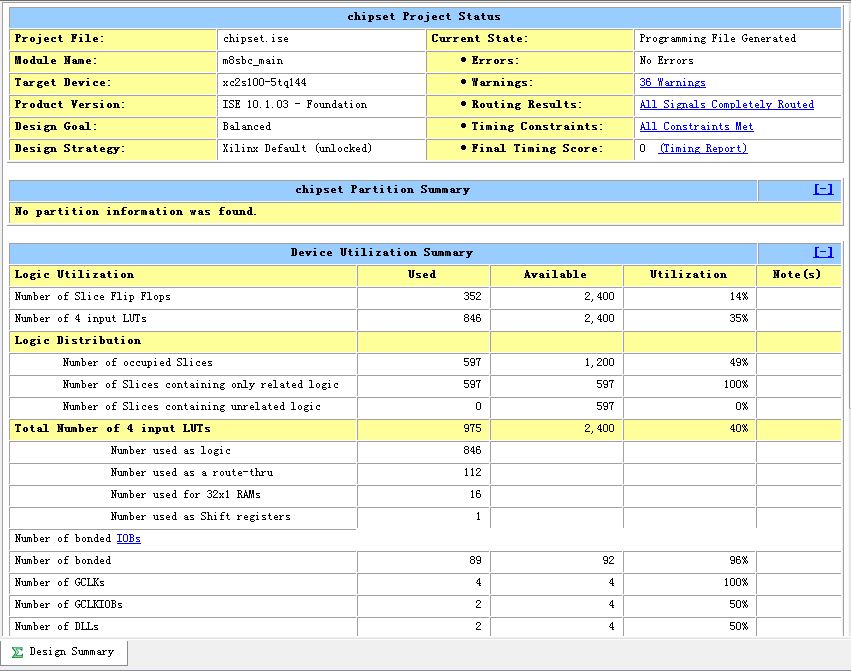 chipset Project Status
Project File: chipset.ise Current State: Programming File Generated
Module Name: m8sbc_main • Errors: No Errors
Target Device: xc2s100-5tq144 • Warnings: 36 Warnings
Product Version: ISE 10.1.03 - Foundation • Routing Results: All Signals Completely Routed
Design Goal: Balanced • Timing Constraints: All Constraints Met
Design Strategy: Xilinx Default (unlocked) • Final Timing Score: 0 (Timing Report)
chipset Partition Summary [-]
No partition information was found.
Device Utilization Summary [-]
Logic Utilization Used Available Utilization Note(s)
Number of Slice Flip Flops 352 2,400 14%
Number of 4 input LUTs 846 2,400 35%
Logic Distribution
Number of occupied Slices 597 1,200 49%
Number of Slices containing only related logic 597 597 100%
Number of Slices containing unrelated logic 0 597 0%
Total Number of 4 input LUTs 975 2,400 40%
Number used as logic 846
Number used as a route-thru 112
Number used for 32x1 RAMs 16
Number used as Shift registers 1
Number of bonded IOBs
Number of bonded 89 92 96%
Number of GCLKs 4 4 100%
Number of GCLKIOBs 2 4 50%
Number of DLLs 2 4 50%
Design Summary